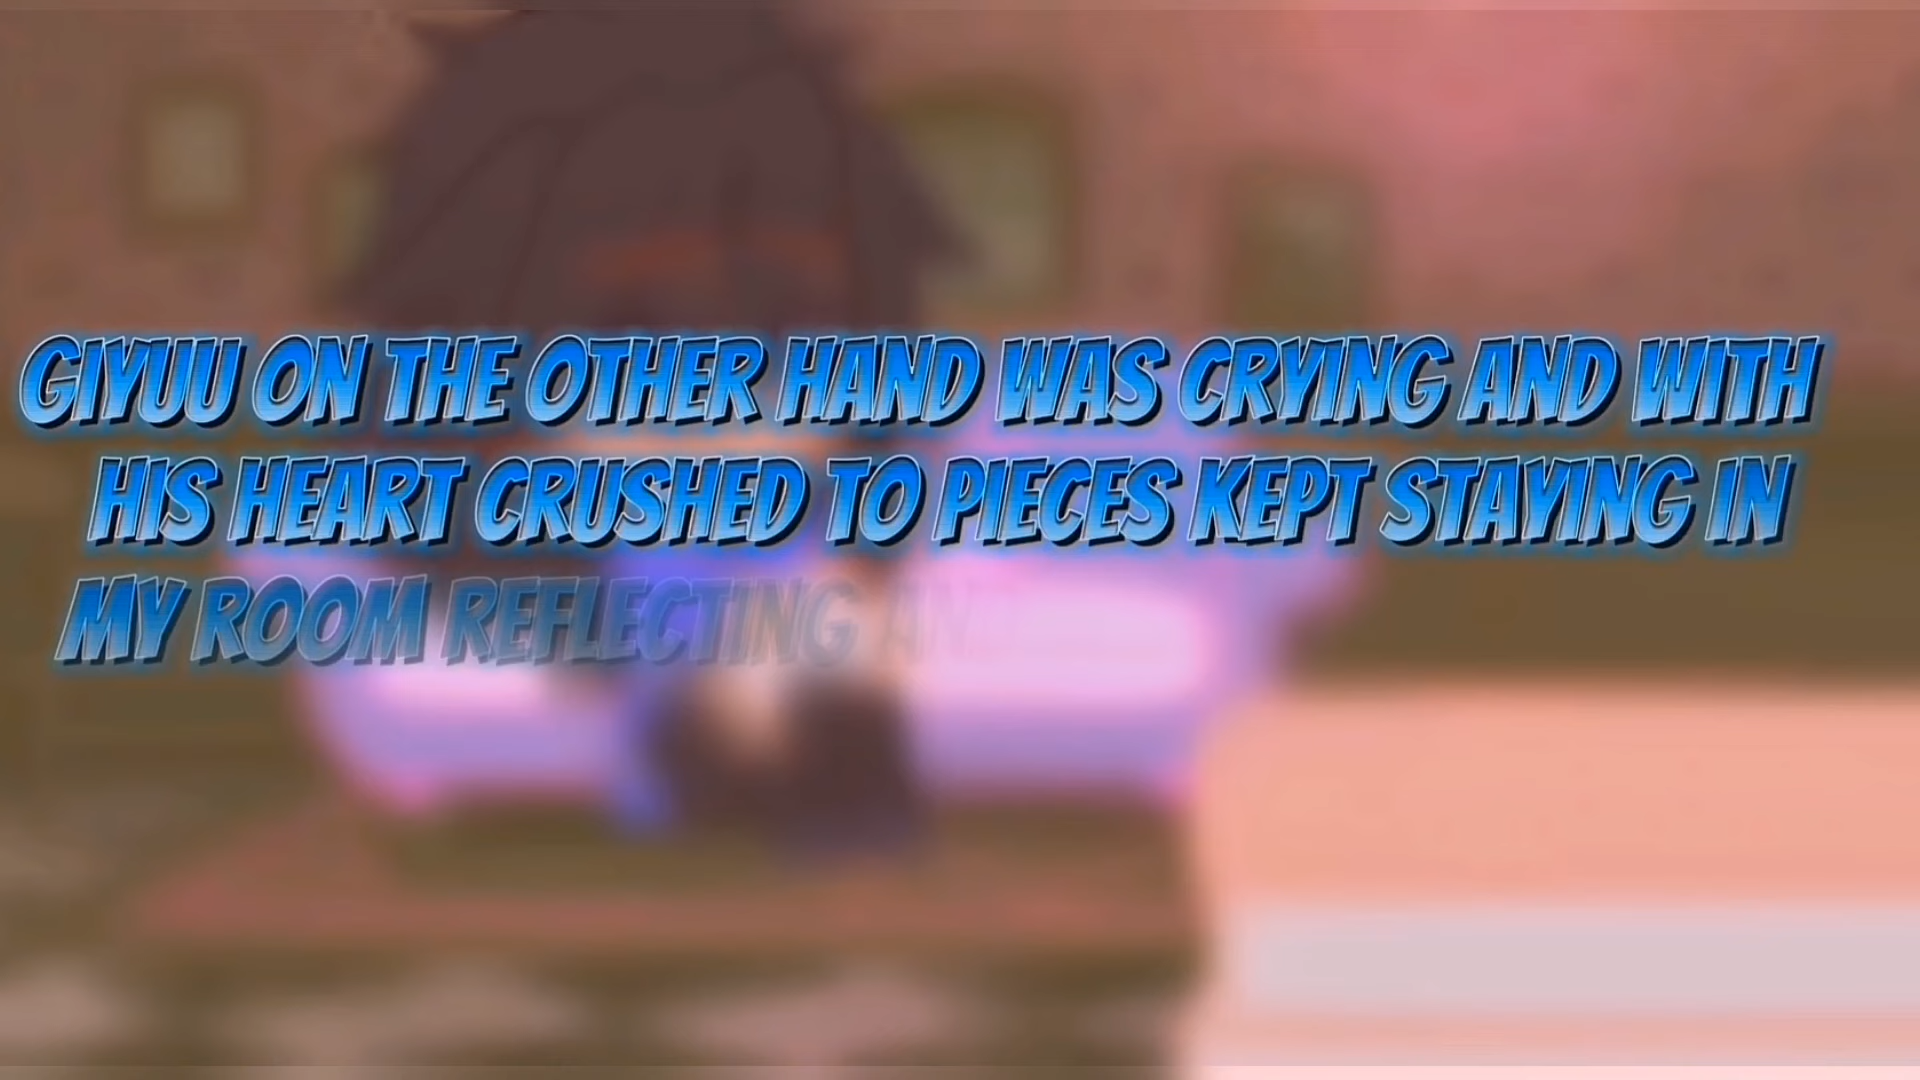 GIYUU ON THE OTHER HAND WAS CRYING AND WITH
HIS HEART CRUSHED TO PIECES KEPT STAYING IN
MY ROOM REFLECTING AND